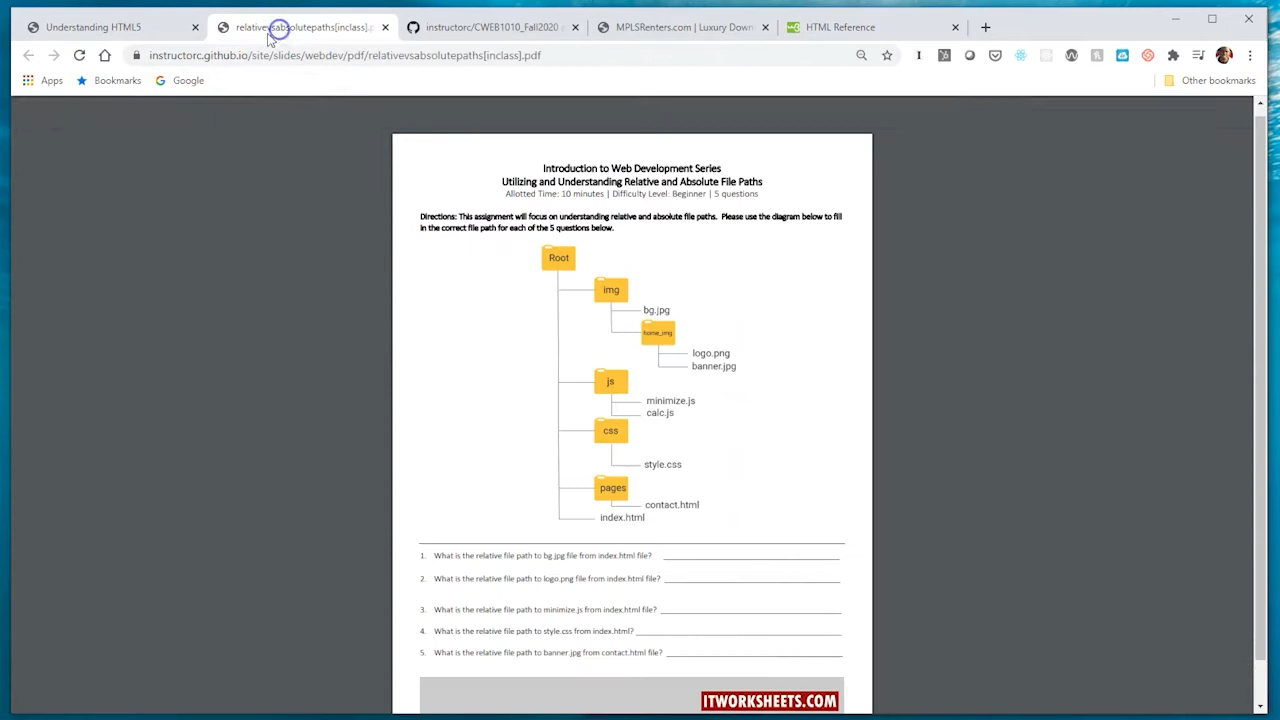 Understanding HTML5
relativevsabsolutepaths[inclass].p
instructorc/CWEB1010_Fall2020
MPLSRenters.com | Luxury Down
HTML Reference
instructorc.github.io/site/slides/webdev/pdf/relativevsabsolutepaths[inclass].pdf
Apps
Bookmarks
Google
Other bookmarks
Introduction to Web Development Series
Utilizing and Understanding Relative and Absolute File Paths
Allotted Time: 10 minutes | Difficulty Level: Beginner | 5 questions
Directions: This assignment will focus on understanding relative and absolute file paths. Please use the diagram below to fill
in the correct file path for each of the 5 questions below.
Root
img
bg.jpg
home_img
logo.png
banner.jpg
js
minimize.js
calc.js
css
style.css
pages
contact.html
index.html
1. What is the relative file path to bg.jpg file from index.html file?
2. What is the relative file path to logo.png file from index.html file?
3. What is the relative file path to minimize.js from index.html file?
4. What is the relative file path to style.css from index.html?
5. What is the relative file path to banner.jpg from contact.html file?
ITWORKSHEETS.COM